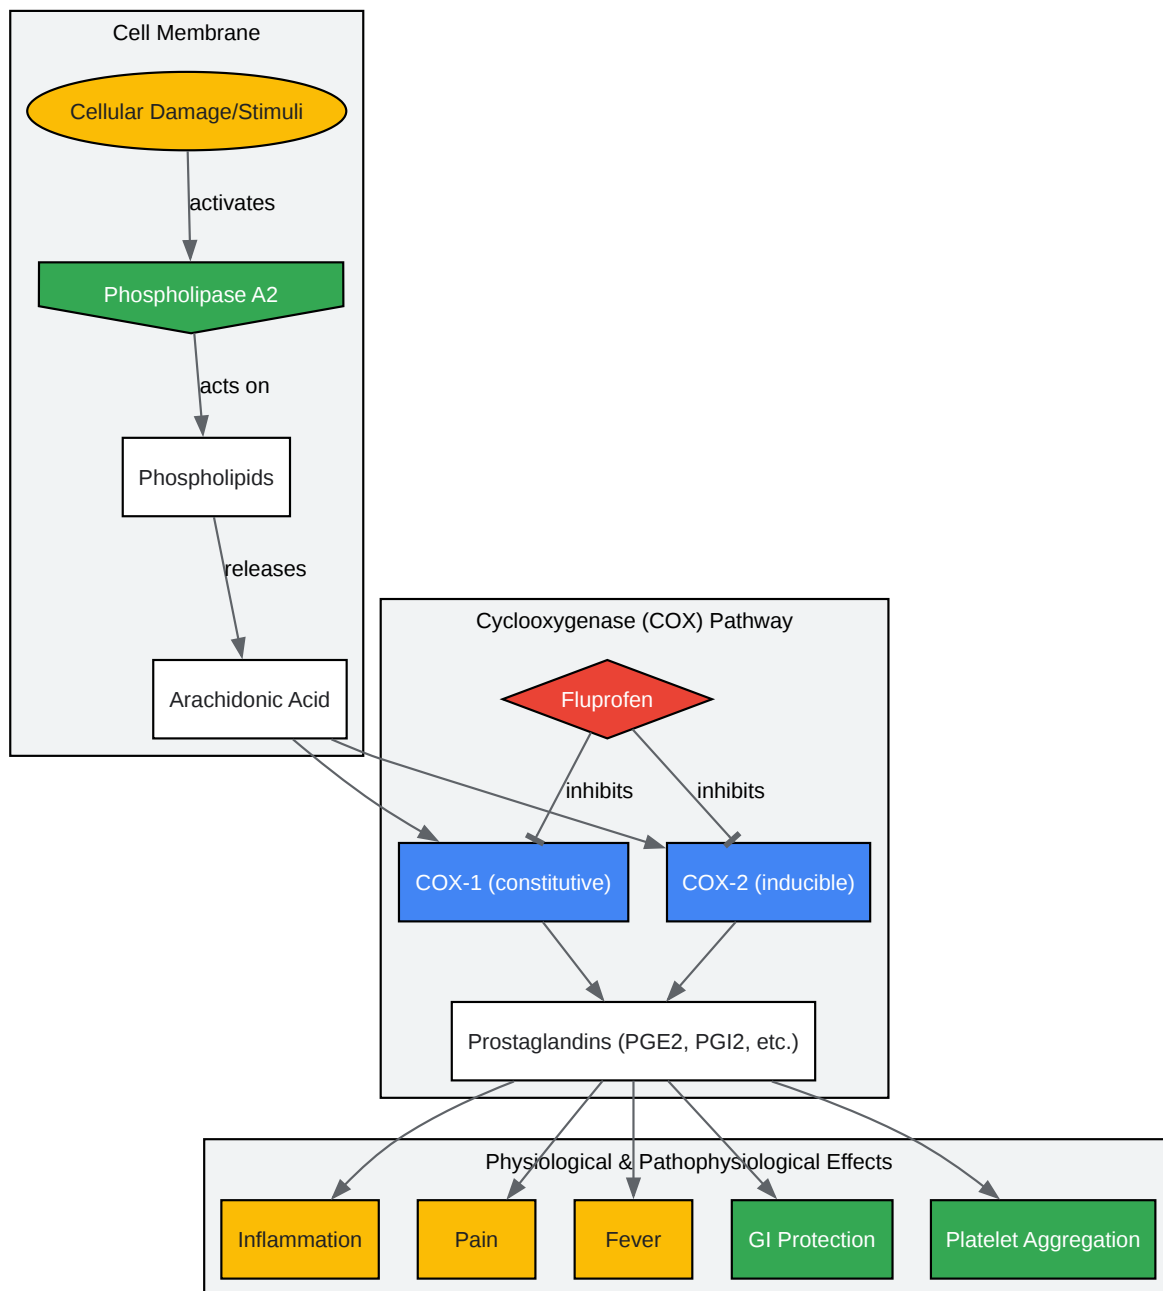 Cell Membrane
Cellular Damage/Stimuli
activates
Phospholipase A2
acts on
Phospholipids
releases
Arachidonic Acid
Cyclooxygenase (COX) Pathway
Fluprofen
inhibits
inhibits
COX-1 (constitutive)
COX-2 (inducible)
Prostaglandins (PGE2, PGI2, etc.)
Physiological & Pathophysiological Effects
Inflammation
Pain
Fever
GI Protection
Platelet Aggregation